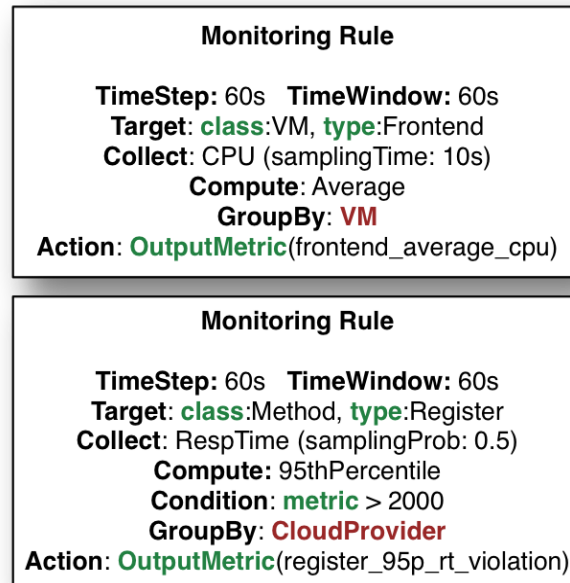 Monitoring Rule
TimeStep: 60s TimeWindow: 60s
Target: class:VM, type:Frontend
Collect: CPU (samplingTime: 10s)
Compute: Average
GroupBy: VM
Action: OutputMetric(frontend_average_cpu)
Monitoring Rule
TimeStep: 60s TimeWindow: 60s
Target: class:Method, type:Register
Collect: RespTime (samplingProb: 0.5)
Compute: 95thPercentile
Condition: metric > 2000
GroupBy: CloudProvider
Action: OutputMetric(register_95p_rt_violation)